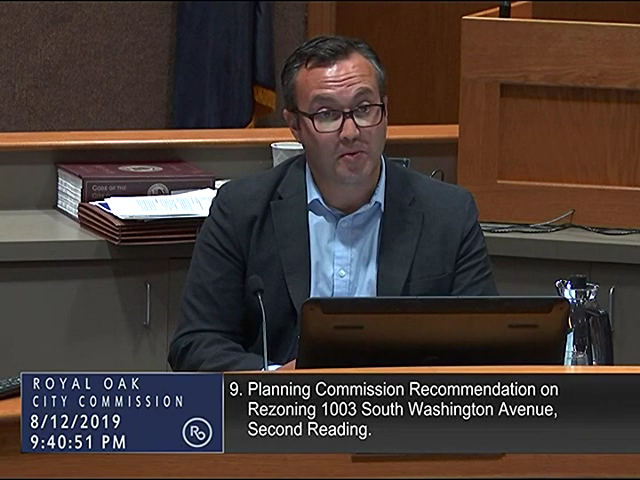 CODE OF THE
ROYAL OAK
CITY COMMISSION
8/12/2019
9:40:51 PM
RO
9. Planning Commission Recommendation on
Rezoning 1003 South Washington Avenue,
Second Reading.